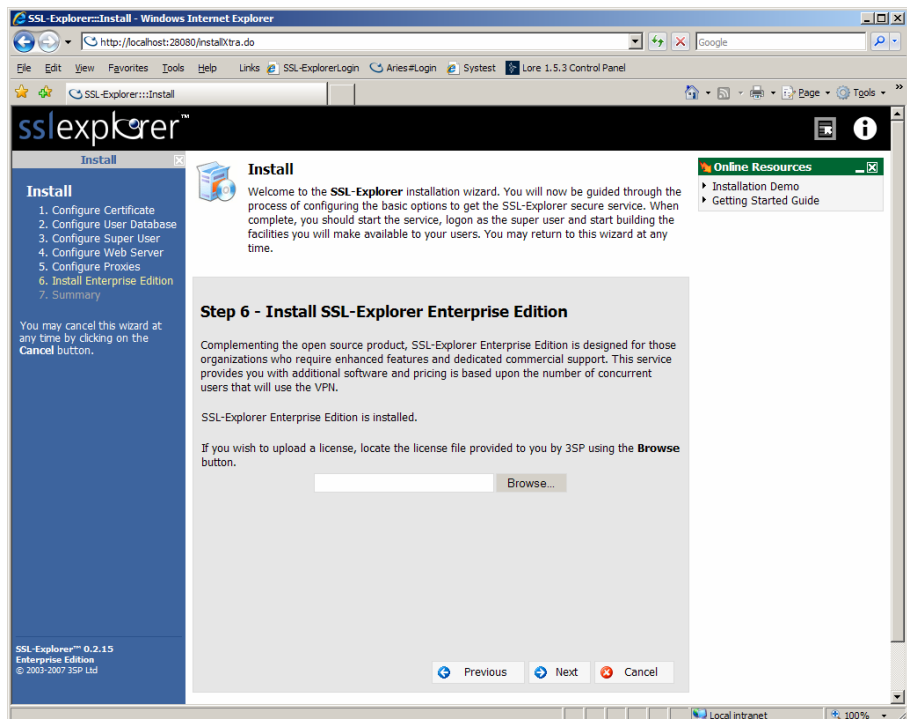 SSL-Explorer:::Install - Windows Internet Explorer
http://localhost:28080/installXtra.do
Google
File Edit View Favorites Tools Help Links SSL-ExplorerLogin Aries#Login Systest Lore 1.5.3 Control Panel
SSL-Explorer:::Install
Page Tools
sslexplorer™
Install
Install
1. Configure Certificate
2. Configure User Database
3. Configure Super User
4. Configure Web Server
5. Configure Proxies
6. Install Enterprise Edition
7. Summary
You may cancel this wizard at
any time by clicking on the
Cancel button.
SSL-Explorer™ 0.2.15
Enterprise Edition
© 2003-2007 3SP Ltd
Install
Welcome to the SSL-Explorer installation wizard. You will now be guided through the
process of configuring the basic options to get the SSL-Explorer secure service. When
complete, you should start the service, logon as the super user and start building the
facilities you will make available to your users. You may return to this wizard at any
time.
Step 6 - Install SSL-Explorer Enterprise Edition
Complementing the open source product, SSL-Explorer Enterprise Edition is designed for those
organizations who require enhanced features and dedicated commercial support. This service
provides you with additional software and pricing is based upon the number of concurrent
users that will use the VPN.
SSL-Explorer Enterprise Edition is installed.
If you wish to upload a license, locate the license file provided to you by 3SP using the Browse
button.
Browse...
Previous Next Cancel
Online Resources
Installation Demo
Getting Started Guide
Local intranet
100%